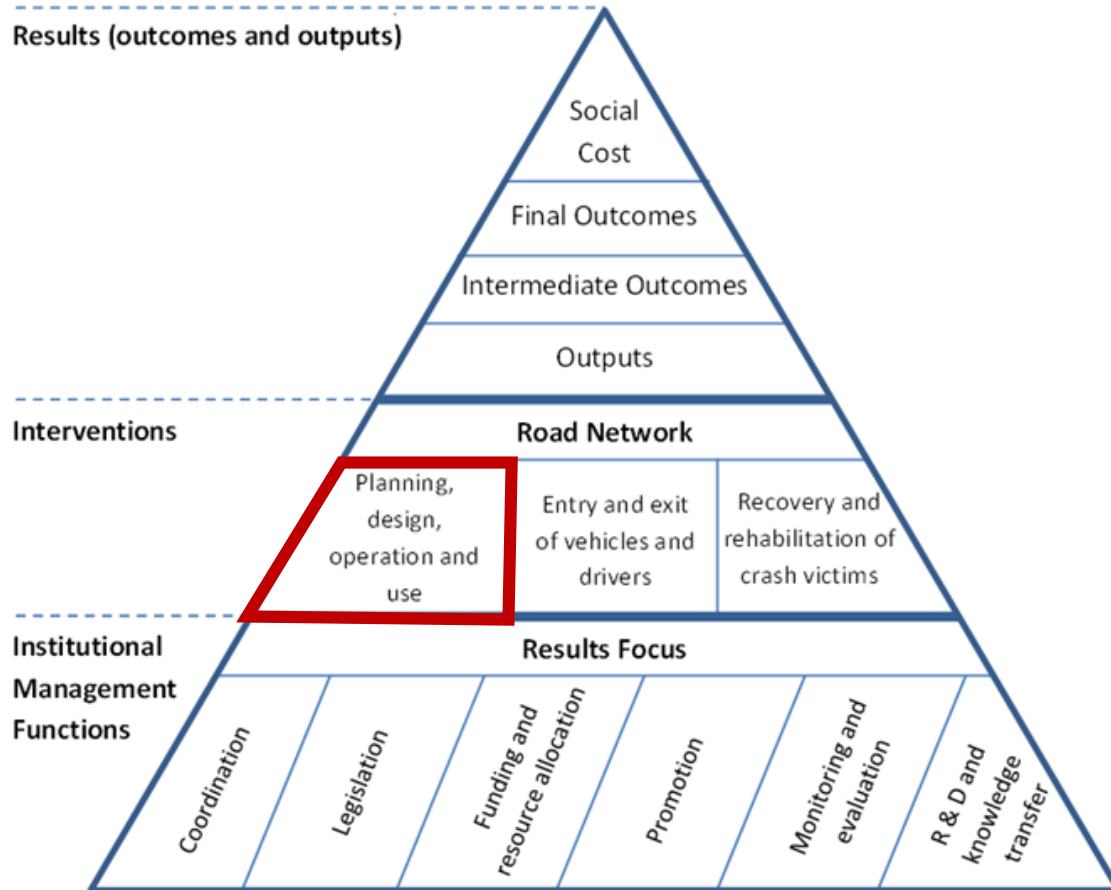 Results (outcomes and outputs)
Social
Cost
Final Outcomes
Intermediate Outcomes
Outputs
Interventions
Road Network
Planning,
design,
operation and
use
Entry and exit
of vehicles and
drivers
Recovery and
rehabilitation of
crash victims
Institutional
Management
Functions
Results Focus
Coordination
Legislation
Funding and
resource allocation
Promotion
Monitoring and
evaluation
R & D and
knowledge
transfer